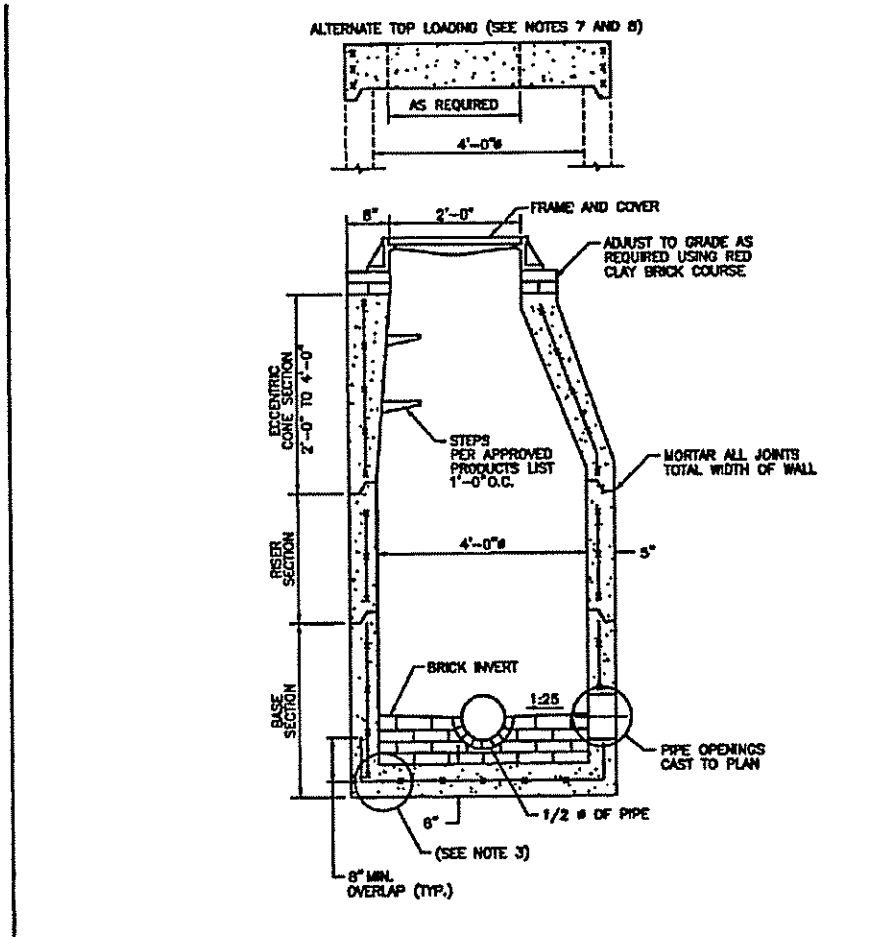 ALTERNATE TOP LOADING (SEE NOTES 7 AND 8)
AS REQUIRED
4'-0"ø
8" 2'-0"
FRAME AND COVER
ADJUST TO GRADE AS
REQUIRED USING RED
CLAY BRICK COURSE
ECCENTRIC
CONE SECTION
2'-0" TO 4'-0"
STEPS
PER APPROVED
PRODUCTS LIST
1'-0" O.C.
MORTAR ALL JOINTS
TOTAL WIDTH OF WALL
RISER
SECTION
4'-0"ø
5"
BASE
SECTION
BRICK INVERT
1:25
PIPE OPENINGS
CAST TO PLAN
6"
1/2 ø OF PIPE
(SEE NOTE 3)
8" MIN.
OVERLAP (TYP.)